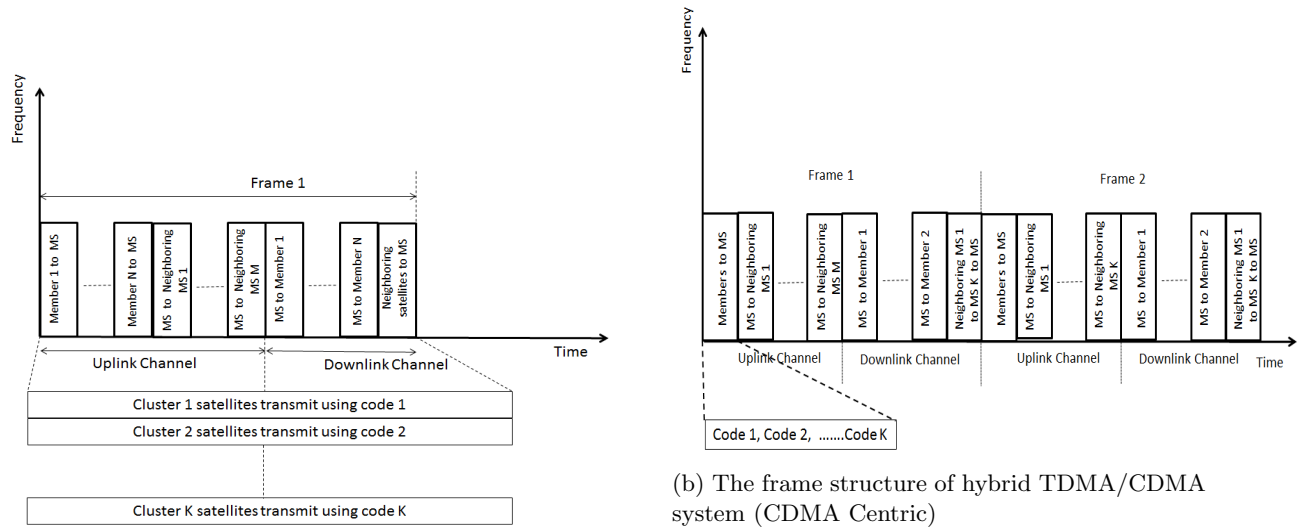 Frequency
Frame 1
Member 1 to MS
Member N to MS
MS to Neighboring
MS 1
MS to Neighboring
MS M
MS to Member 1
MS to Member N
Neighboring
satellites to MS
Time
Uplink Channel
Downlink Channel
Cluster 1 satellites transmit using code 1
Cluster 2 satellites transmit using code 2
Cluster K satellites transmit using code K
Frequency
Frame 1
Frame 2
Members to MS
MS to Neighboring
MS 1
MS to Neighboring
MS M
MS to Member 1
MS to Member 2
Neighboring MS 1
to MS K to MS
Members to MS
MS to Neighboring
MS 1
MS to Neighboring
MS K
MS to Member 1
MS to Member 2
Neighboring MS 1
to MS K to MS
Uplink Channel
Downlink Channel
Uplink Channel
Downlink Channel
Time
Code 1, Code 2, .......Code K
(b) The frame structure of hybrid TDMA/CDMA
system (CDMA Centric)